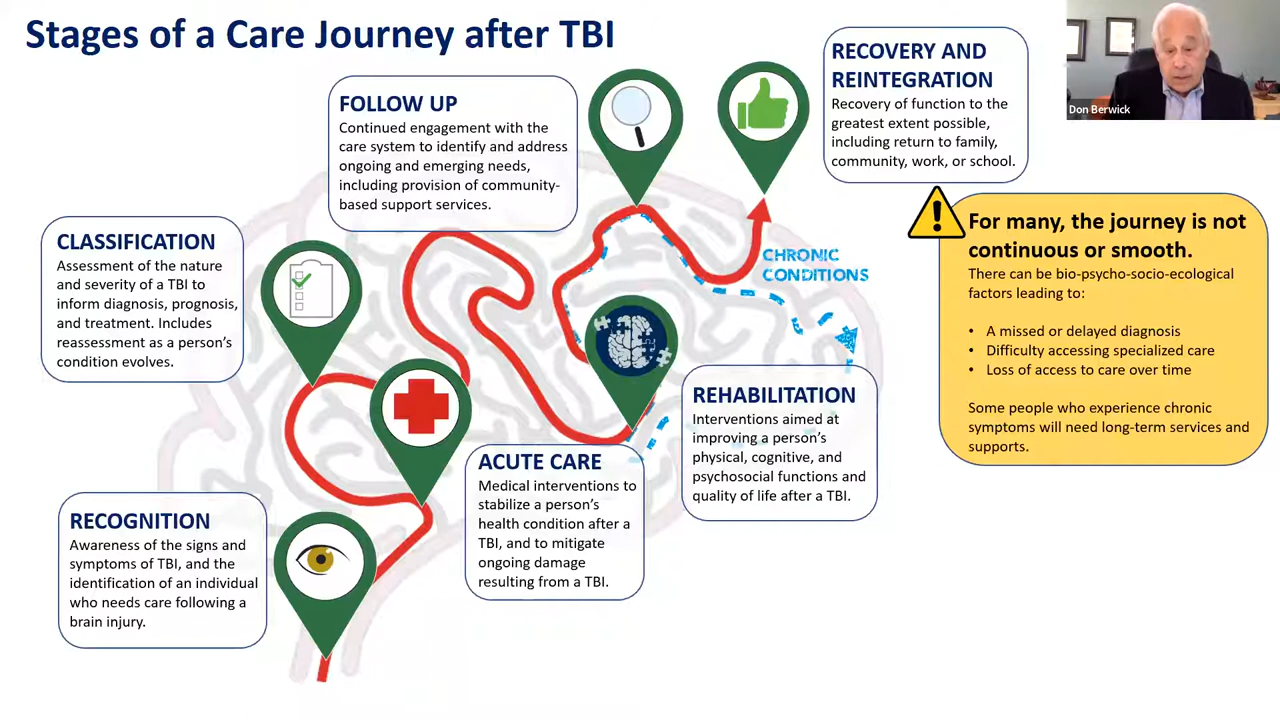 Stages of a Care Journey after TBI
Don Berwick
RECOVERY AND
REINTEGRATION
Recovery of function to the
greatest extent possible,
including return to family,
community, work, or school.
FOLLOW UP
Continued engagement with the
care system to identify and address
ongoing and emerging needs,
including provision of community-
based support services.
For many, the journey is not
continuous or smooth.
There can be bio-psycho-socio-ecological
factors leading to:
• A missed or delayed diagnosis
• Difficulty accessing specialized care
• Loss of access to care over time
Some people who experience chronic
symptoms will need long-term services and
supports.
CLASSIFICATION
Assessment of the nature
and severity of a TBI to
inform diagnosis, prognosis,
and treatment. Includes
reassessment as a person's
condition evolves.
CHRONIC
CONDITIONS
REHABILITATION
Interventions aimed at
improving a person's
physical, cognitive, and
psychosocial functions and
quality of life after a TBI.
ACUTE CARE
Medical interventions to
stabilize a person's
health condition after a
TBI, and to mitigate
ongoing damage
resulting from a TBI.
RECOGNITION
Awareness of the signs and
symptoms of TBI, and the
identification of an individual
who needs care following a
brain injury.